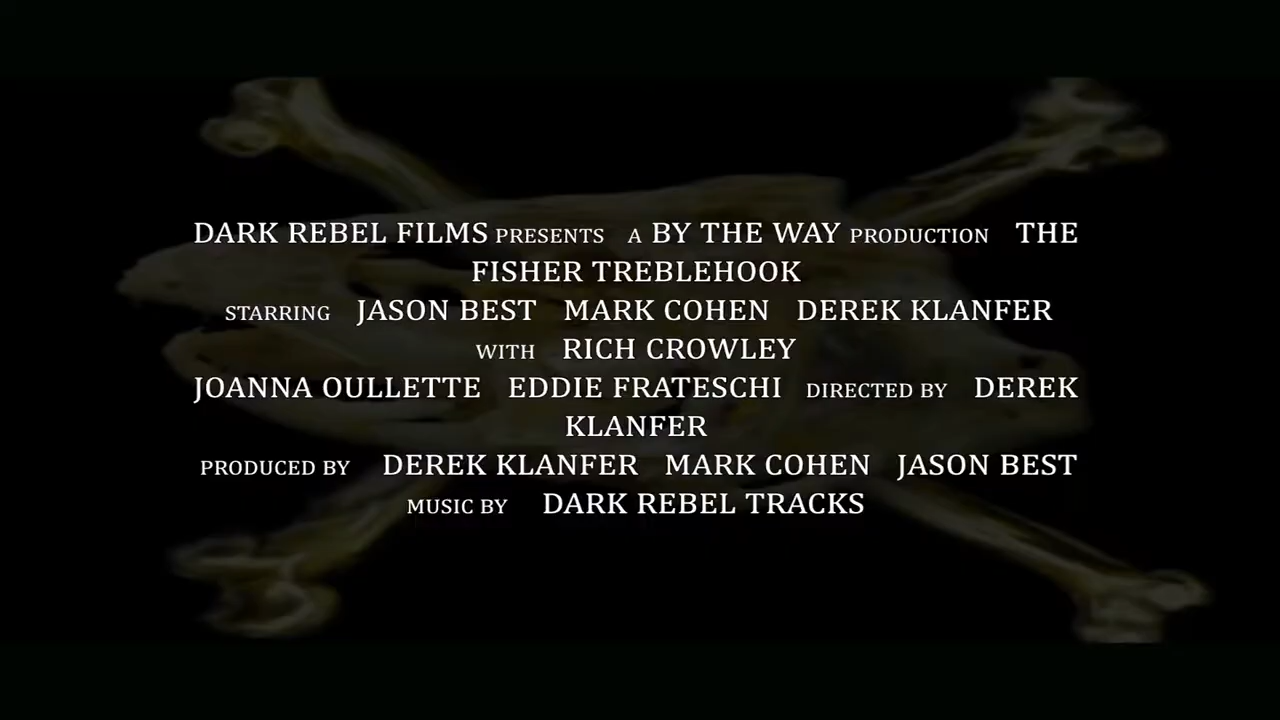 DARK REBEL FILMS PRESENTS A BY THE WAY PRODUCTION THE
FISHER TREBLEHOOK
STARRING JASON BEST MARK COHEN DEREK KLANFER
WITH RICH CROWLEY
JOANNA OULLETTE EDDIE FRATESCHI DIRECTED BY DEREK
KLANFER
PRODUCED BY DEREK KLANFER MARK COHEN JASON BEST
MUSIC BY DARK REBEL TRACKS